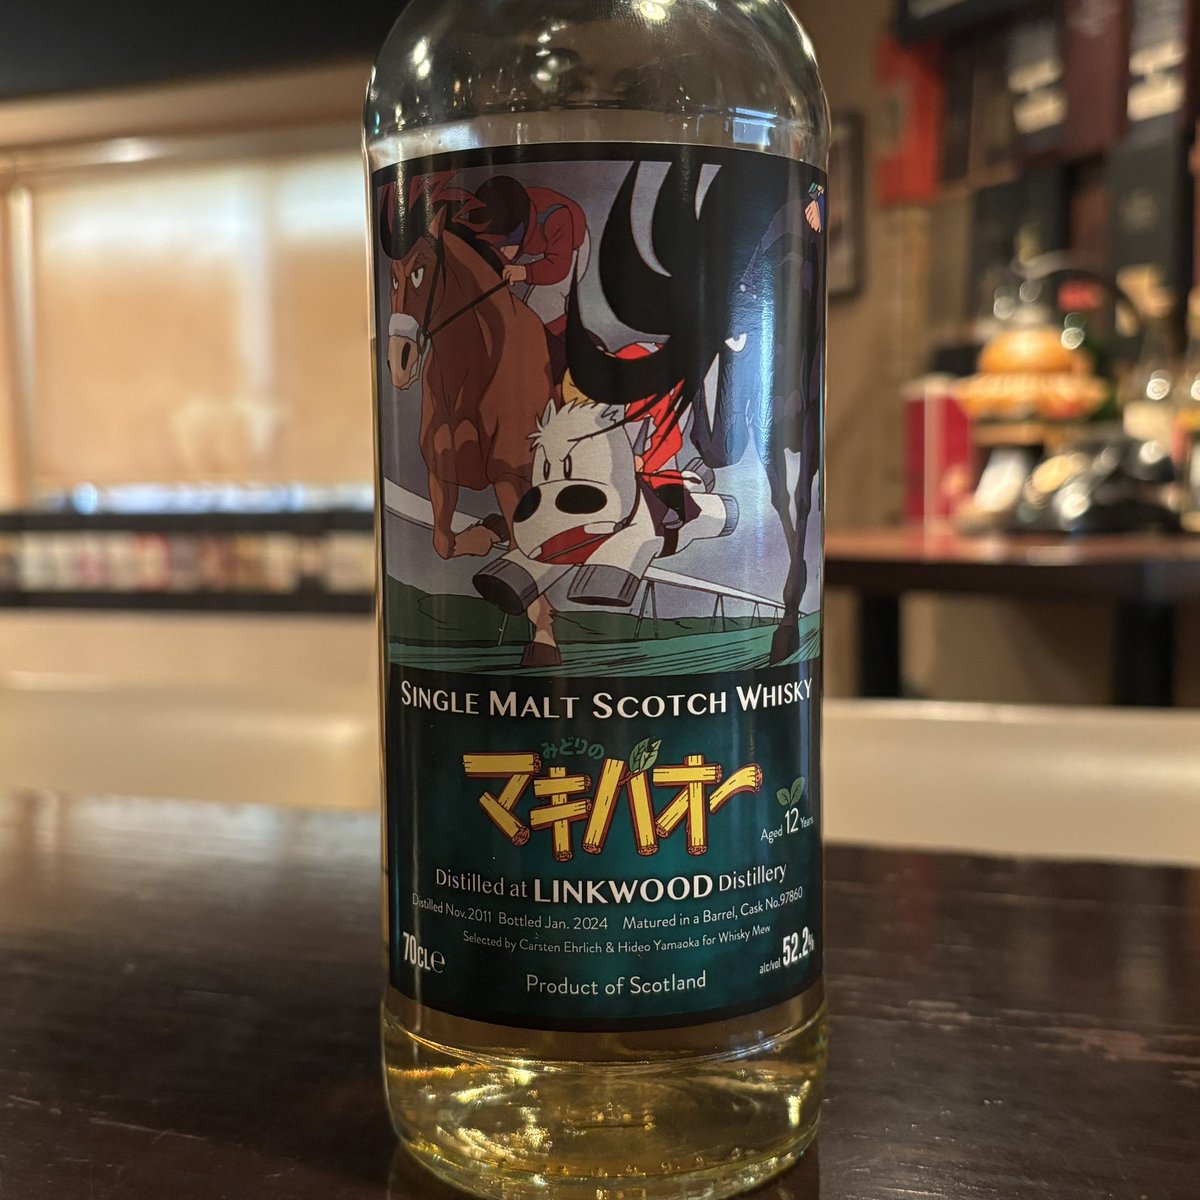 SINGLE MALT SCOTCH WHISKY
みどりの
マキバオー
Aged 12 Years
Distilled at LINKWOOD Distillery
Distilled Nov. 2011 Bottled Jan. 2024 Matured in a Barrel, Cask No.97860
Selected by Carsten Ehrlich & Hideo Yamaoka for Whisky Mew
70CLe
alc/vol 52.2%
Product of Scotland